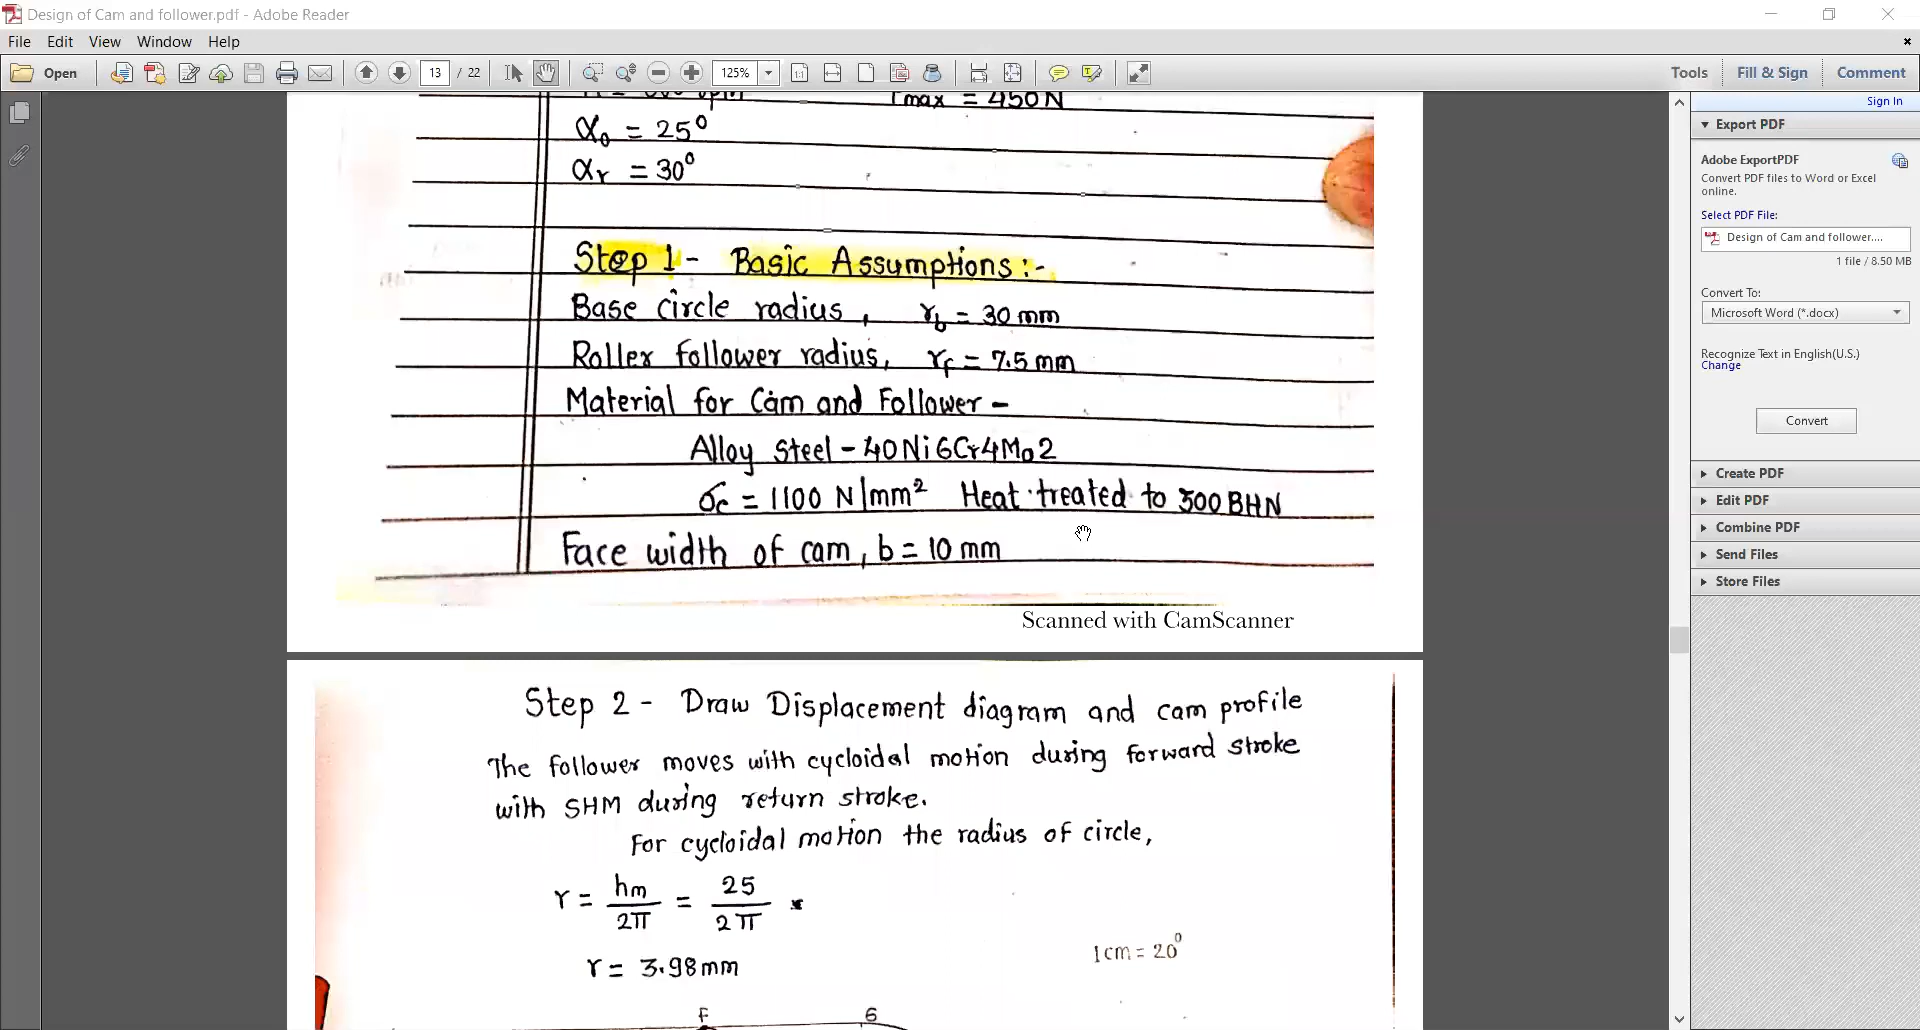 Design of Cam and follower.pdf - Adobe Reader
File Edit View Window Help
Open 13 / 22 125% Tools Fill & Sign Comment
Sign In
Export PDF
Adobe ExportPDF
Convert PDF files to Word or Excel
online.
Select PDF File:
Design of Cam and follower....
1 file / 8.50 MB
Convert To:
Microsoft Word (*.docx)
Recognize Text in English(U.S.)
Change
Convert
Create PDF
Edit PDF
Combine PDF
Send Files
Store Files
max = 450 N
α₀ = 25°
αr = 30°
Step 1 - Basic Assumptions :-
Base circle radius, rb = 30 mm
Roller follower radius, rf = 7.5 mm
Material for Cam and Follower -
Alloy Steel - 40Ni6Cr4Mo2
σc = 1100 N/mm² Heat treated to 500 BHN
Face width of cam, b = 10 mm
Scanned with CamScanner
Step 2 - Draw Displacement diagram and cam profile
The follower moves with cycloidal motion during forward stroke
with SHM during return stroke.
For cycloidal motion the radius of circle,
r = hm/2π = 25/2π
r = 3.98mm
1cm = 20°
F 6